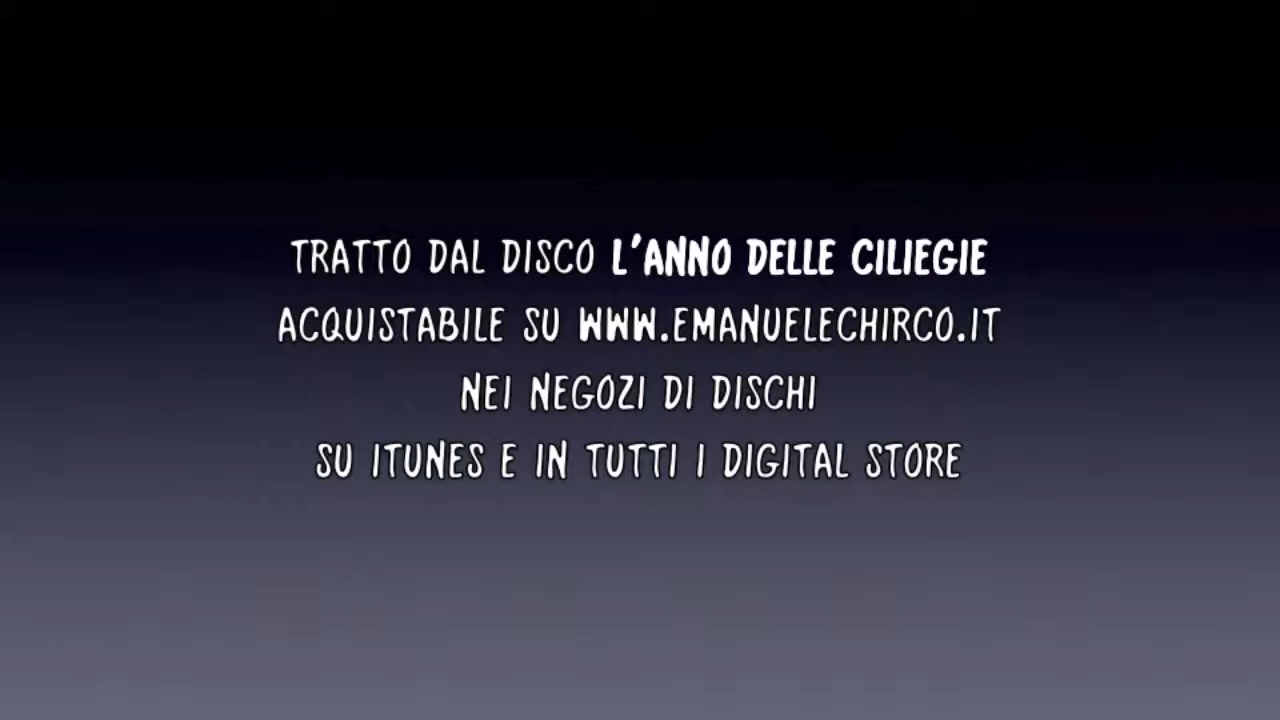 TRATTO DAL DISCO L'ANNO DELLE CILIEGIE
ACQUISTABILE SU WWW.EMANUELECHIRCO.IT
NEI NEGOZI DI DISCHI
SU ITUNES E IN TUTTI I DIGITAL STORE